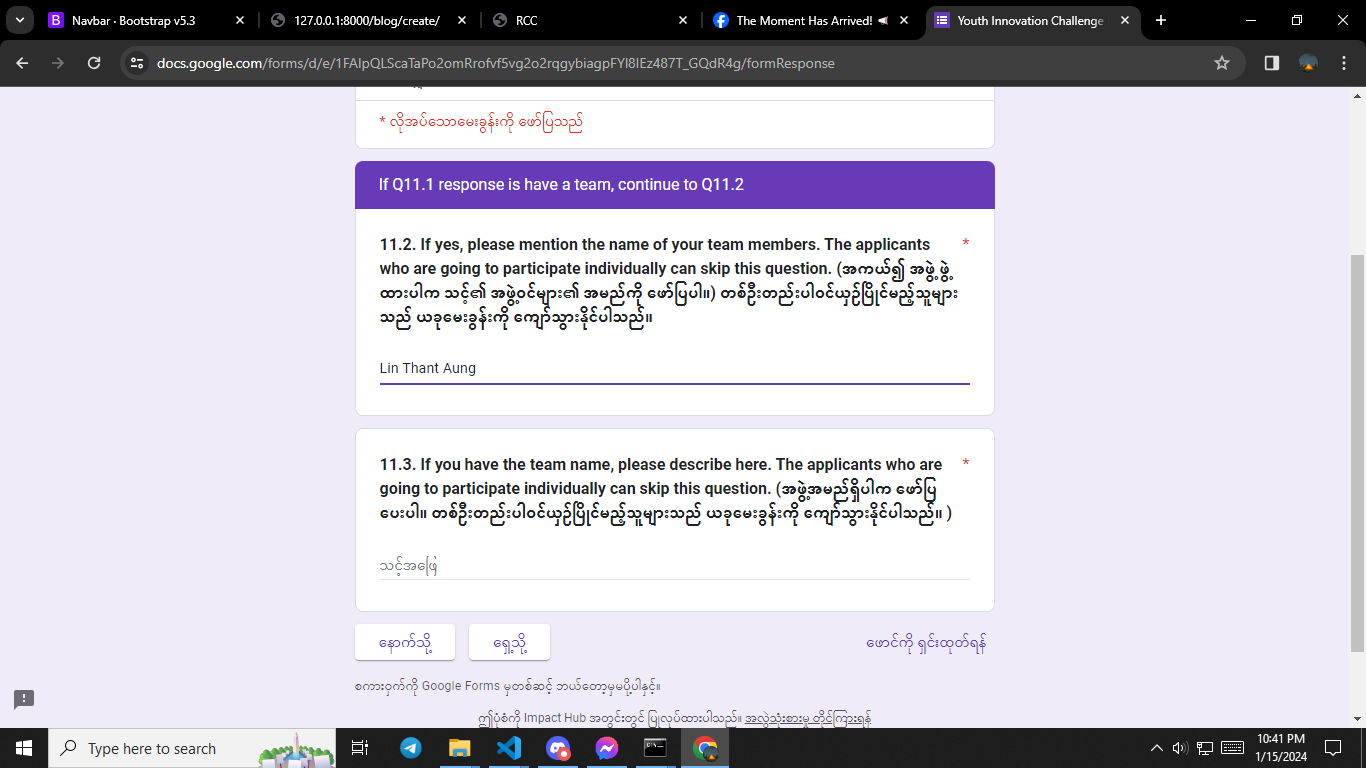 Navbar · Bootstrap v5.3
127.0.0.1:8000/blog/create/
RCC
The Moment Has Arrived!
Youth Innovation Challenge
docs.google.com/forms/d/e/1FAIpQLScaTaPo2omRrofvf5vg2o2rqgybiagpFYl8lEz487T_GQdR4g/formResponse
* လိုအပ်သောမေးခွန်းကို ဖော်ပြသည်
If Q11.1 response is have a team, continue to Q11.2
11.2. If yes, please mention the name of your team members. The applicants *
who are going to participate individually can skip this question. (အကယ်၍ အဖွဲ့ ဖွဲ့
ထားပါက သင့်၏ အဖွဲ့ဝင်များ၏ အမည်ကို ဖော်ပြပါ။) တစ်ဦးတည်းပါဝင်ယှဉ်ပြိုင်မည့်သူများ
သည် ယခုမေးခွန်းကို ကျော်သွားနိုင်ပါသည်။
Lin Thant Aung
11.3. If you have the team name, please describe here. The applicants who are *
going to participate individually can skip this question. (အဖွဲ့အမည်ရှိပါက ဖော်ပြ
ပေးပါ။ တစ်ဦးတည်းပါဝင်ယှဉ်ပြိုင်မည့်သူများသည် ယခုမေးခွန်းကို ကျော်သွားနိုင်ပါသည်။ )
သင့်အဖြေ
နောက်သို့ ရှေ့သို့ ဖောင်ကို ရှင်းထုတ်ရန်
စကားဝှက်ကို Google Forms မှတစ်ဆင့် ဘယ်တော့မှမပို့ပါနှင့်။
ဤပုံစံကို Impact Hub အတွင်းတွင် ပြုလုပ်ထားပါသည်။ အလွဲသုံးစားမှု တိုင်ကြားရန်
Type here to search
10:41 PM
1/15/2024